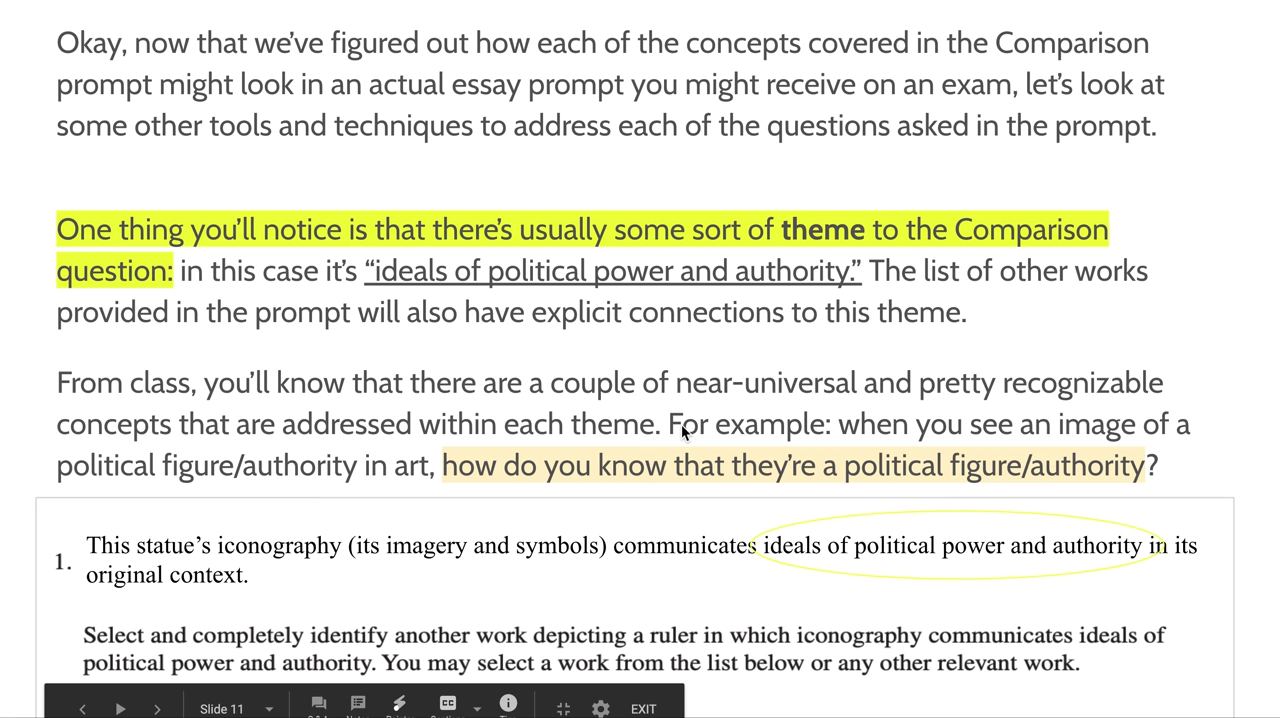 Okay, now that we’ve figured out how each of the concepts covered in the Comparison
prompt might look in an actual essay prompt you might receive on an exam, let’s look at
some other tools and techniques to address each of the questions asked in the prompt.
One thing you’ll notice is that there’s usually some sort of theme to the Comparison
question: in this case it’s “ideals of political power and authority.” The list of other works
provided in the prompt will also have explicit connections to this theme.
From class, you’ll know that there are a couple of near-universal and pretty recognizable
concepts that are addressed within each theme. For example: when you see an image of a
political figure/authority in art, how do you know that they’re a political figure/authority?
1. This statue’s iconography (its imagery and symbols) communicates ideals of political power and authority in its
original context.
Select and completely identify another work depicting a ruler in which iconography communicates ideals of
political power and authority. You may select a work from the list below or any other relevant work.
Slide 11 CC EXIT